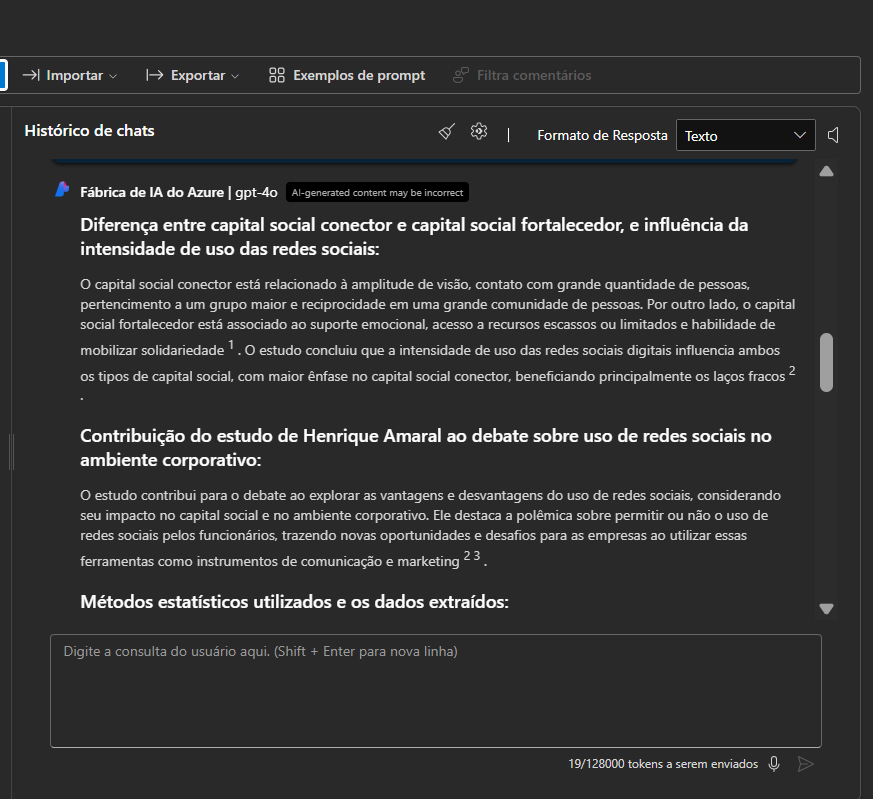 Importar
Exportar
Exemplos de prompt
Filtra comentários
Histórico de chats
Formato de Resposta
Texto
Fábrica de IA do Azure | gpt-4o
AI-generated content may be incorrect
Diferença entre capital social conector e capital social fortalecedor, e influência da
intensidade de uso das redes sociais:
O capital social conector está relacionado à amplitude de visão, contato com grande quantidade de pessoas,
pertencimento a um grupo maior e reciprocidade em uma grande comunidade de pessoas. Por outro lado, o capital
social fortalecedor está associado ao suporte emocional, acesso a recursos escassos ou limitados e habilidade de
mobilizar solidariedade 1 . O estudo concluiu que a intensidade de uso das redes sociais digitais influencia ambos
os tipos de capital social, com maior ênfase no capital social conector, beneficiando principalmente os laços fracos 2
.
Contribuição do estudo de Henrique Amaral ao debate sobre uso de redes sociais no
ambiente corporativo:
O estudo contribui para o debate ao explorar as vantagens e desvantagens do uso de redes sociais, considerando
seu impacto no capital social e no ambiente corporativo. Ele destaca a polêmica sobre permitir ou não o uso de
redes sociais pelos funcionários, trazendo novas oportunidades e desafios para as empresas ao utilizar essas
ferramentas como instrumentos de comunicação e marketing 2 3 .
Métodos estatísticos utilizados e os dados extraídos:
Digite a consulta do usuário aqui. (Shift + Enter para nova linha)
19/128000 tokens a serem enviados